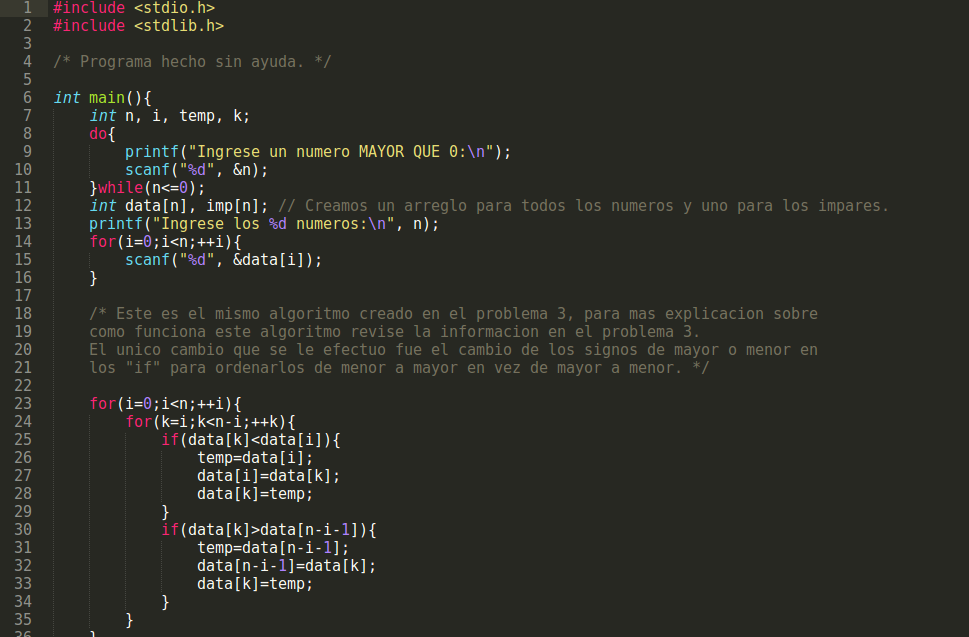 1 #include <stdio.h>
2 #include <stdlib.h>
3
4 /* Programa hecho sin ayuda. */
5
6 int main(){
7     int n, i, temp, k;
8     do{
9         printf("Ingrese un numero MAYOR QUE 0:\n");
10         scanf("%d", &n);
11     }while(n<=0);
12     int data[n], imp[n]; // Creamos un arreglo para todos los numeros y uno para los impares.
13     printf("Ingrese los %d numeros:\n", n);
14     for(i=0;i<n;++i){
15         scanf("%d", &data[i]);
16     }
17
18     /* Este es el mismo algoritmo creado en el problema 3, para mas explicacion sobre
19     como funciona este algoritmo revise la informacion en el problema 3.
20     El unico cambio que se le efectuo fue el cambio de los signos de mayor o menor en
21     los "if" para ordenarlos de menor a mayor en vez de mayor a menor. */
22
23     for(i=0;i<n;++i){
24         for(k=i;k<n-i;++k){
25             if(data[k]<data[i]){
26                 temp=data[i];
27                 data[i]=data[k];
28                 data[k]=temp;
29             }
30             if(data[k]>data[n-i-1]){
31                 temp=data[n-i-1];
32                 data[n-i-1]=data[k];
33                 data[k]=temp;
34             }
35         }
36     }